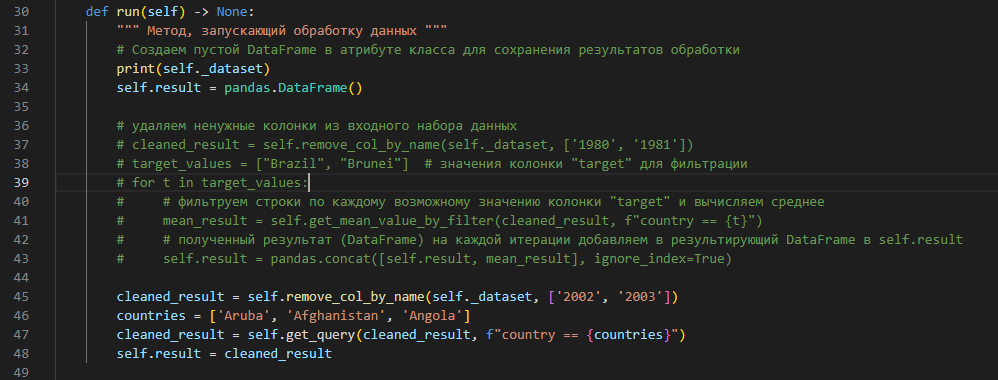 30 def run(self) -> None:
31 """ Метод, запускающий обработку данных """
32 # Создаем пустой DataFrame в атрибуте класса для сохранения результатов обработки
33 print(self._dataset)
34 self.result = pandas.DataFrame()
35
36 # удаляем ненужные колонки из входного набора данных
37 # cleaned_result = self.remove_col_by_name(self._dataset, ['1980', '1981'])
38 # target_values = ["Brazil", "Brunei"]  # значения колонки "target" для фильтрации
39 # for t in target_values:
40 #     # фильтруем строки по каждому возможному значению колонки "target" и вычисляем среднее
41 #     mean_result = self.get_mean_value_by_filter(cleaned_result, f"country == {t}")
42 #     # полученный результат (DataFrame) на каждой итерации добавляем в результирующий DataFrame в self.result
43 #     self.result = pandas.concat([self.result, mean_result], ignore_index=True)
44
45 cleaned_result = self.remove_col_by_name(self._dataset, ['2002', '2003'])
46 countries = ['Aruba', 'Afghanistan', 'Angola']
47 cleaned_result = self.get_query(cleaned_result, f"country == {countries}")
48 self.result = cleaned_result
49